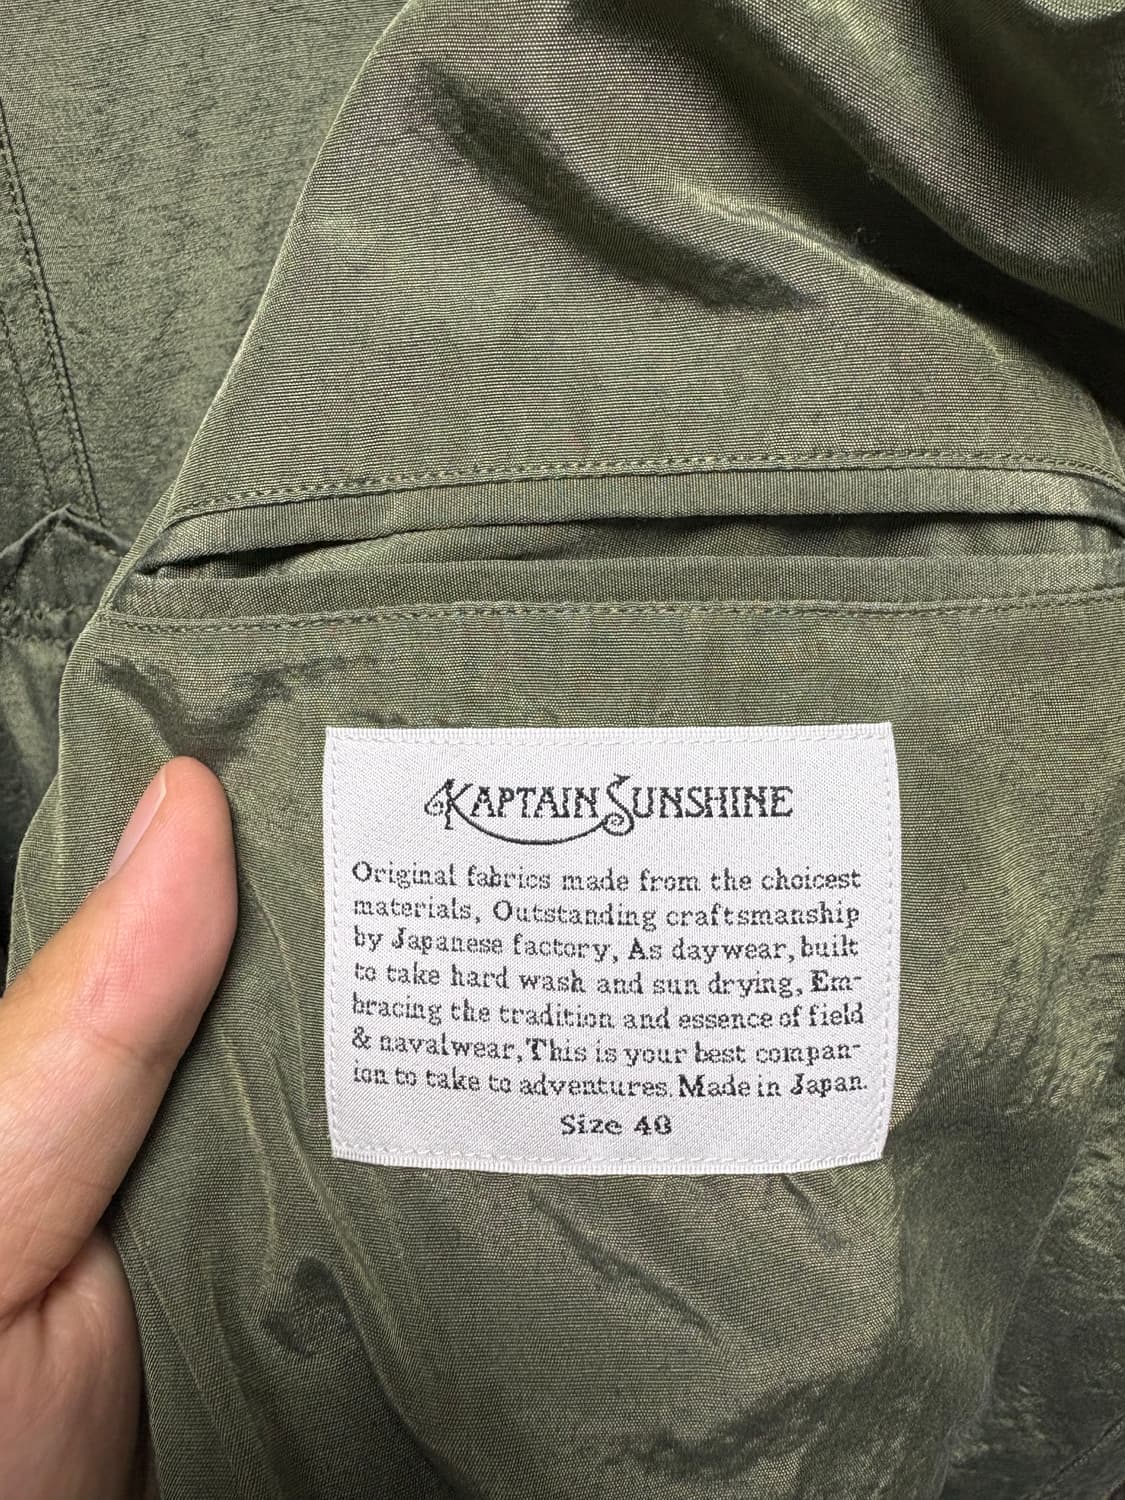 KAPTAIN SUNSHINE
Original fabrics made from the choicest
materials, Outstanding craftsmanship
by Japanese factory, As daywear, built
to take hard wash and sun drying, Em-
bracing the tradition and essence of field
& navalwear, This is your best compan-
ion to take to adventures. Made in Japan.
Size 40